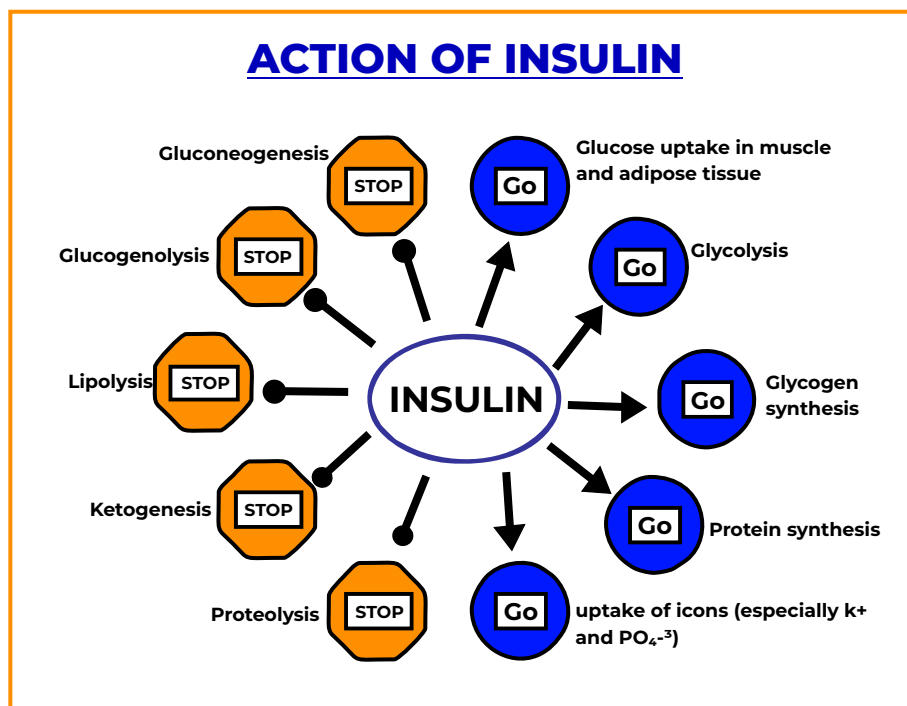 ACTION OF INSULIN
Gluconeogenesis
STOP
Go
Glucose uptake in muscle
and adipose tissue
Glucogenolysis
STOP
Go
Glycolysis
Lipolysis
STOP
INSULIN
Go
Glycogen
synthesis
Ketogenesis
STOP
Go
Protein synthesis
Proteolysis
STOP
Go
uptake of icons (especially k+
and PO₄-³)